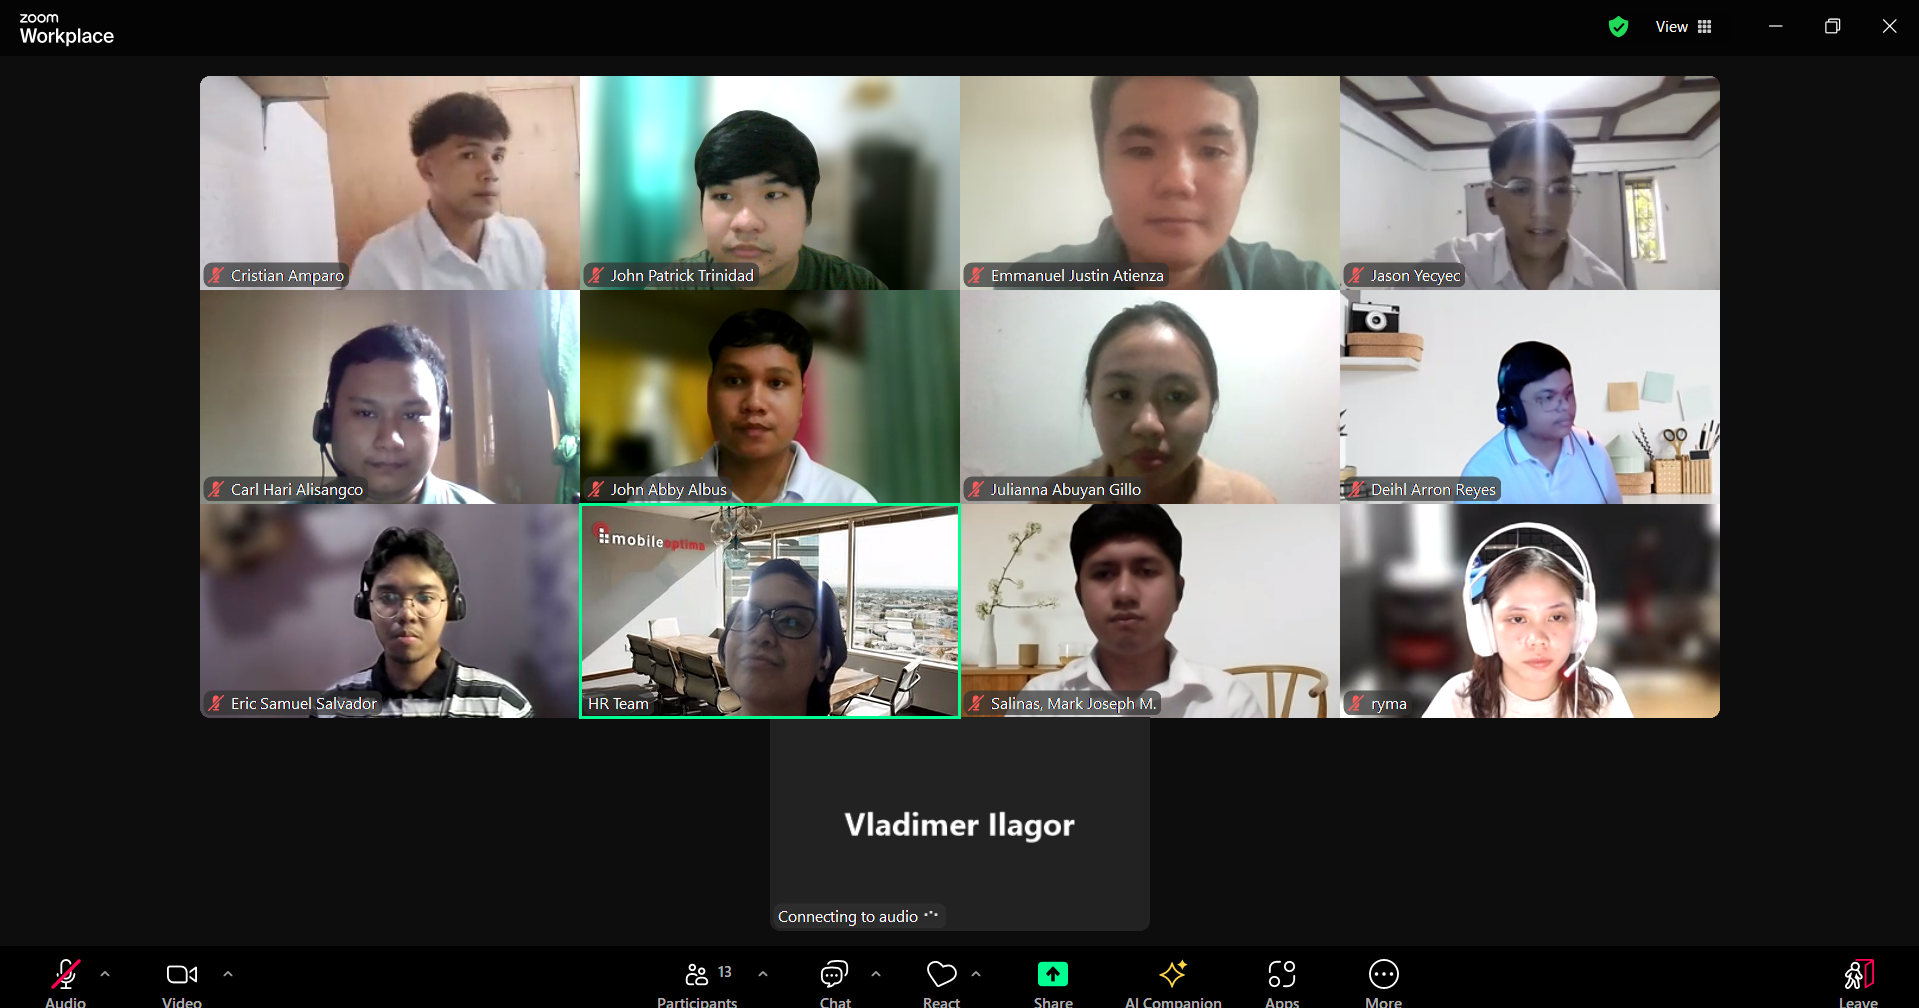 zoom
Workplace
View
Cristian Amparo
John Patrick Trinidad
Emmanuel Justin Atienza
Jason Yecyec
Carl Hari Alisangco
John Abby Albus
Julianna Abuyan Gillo
Deihl Arron Reyes
mobileoptima
Eric Samuel Salvador
HR Team
Salinas, Mark Joseph M.
ryma
Vladimer Ilagor
Connecting to audio
13
Audio
Video
Participants
Chat
React
Share
AI Companion
Apps
More
Leave